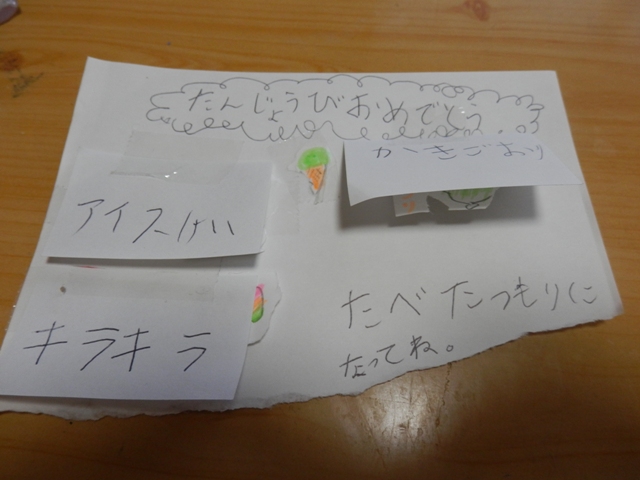 たんじょうびおめでとう
かきごおり
アイスけい
キラキラ
たべたつもりに
なってね。